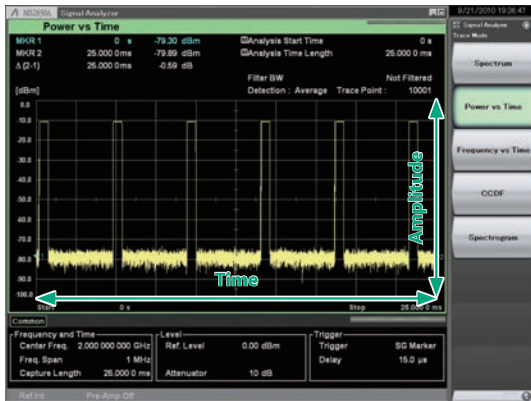 MS2830A Signal Analyzer 9/21/2010 19:26:47
Power vs Time
MKR 1 0 s -79.30 dBm Analysis Start Time 0 s
MKR 2 25.000 0ms -79.89 dBm Analysis Time Length 25.000 0 ms
Δ (2-1) 25.000 0ms -0.59 dB
Filter BW Not Filtered
Detection : Average Trace Point : 10001
[dBm]
0.0
-10.0
-20.0
-30.0
-40.0
-50.0
-60.0
-70.0
-80.0
-90.0
-100.0
Amplitude
Time
Start 0 s Stop 25.000 0 ms
Common
Frequency and Time
Center Freq. 2.000 000 000 GHz
Freq. Span 1 MHz
Capture Length 25.000 0 ms
Level
Ref. Level 0.00 dBm
Attenuator 10 dB
Trigger
Trigger SG Marker
Delay 15.0 µs
Ref.Int Pre-Amp Off
Signal Analyzer
Trace Mode
Spectrum
Power vs Time
Frequency vs Time
CCDF
Spectrogram